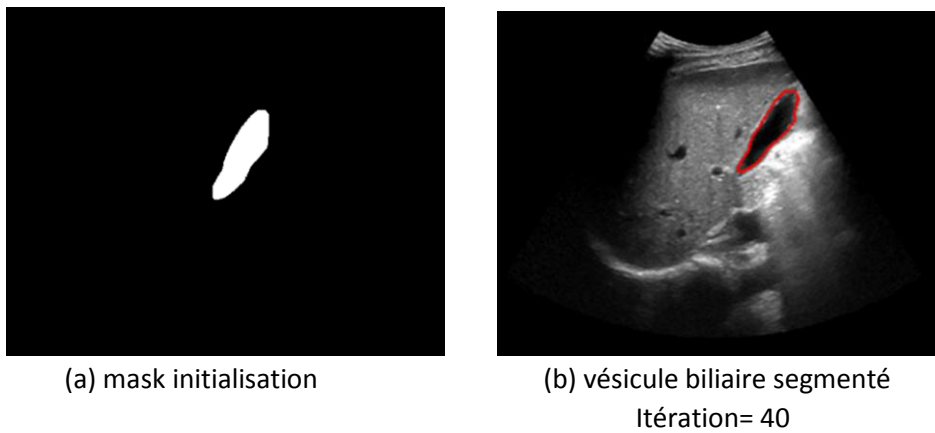 (a) mask initialisation
(b) vésicule biliaire segmenté
Itération= 40